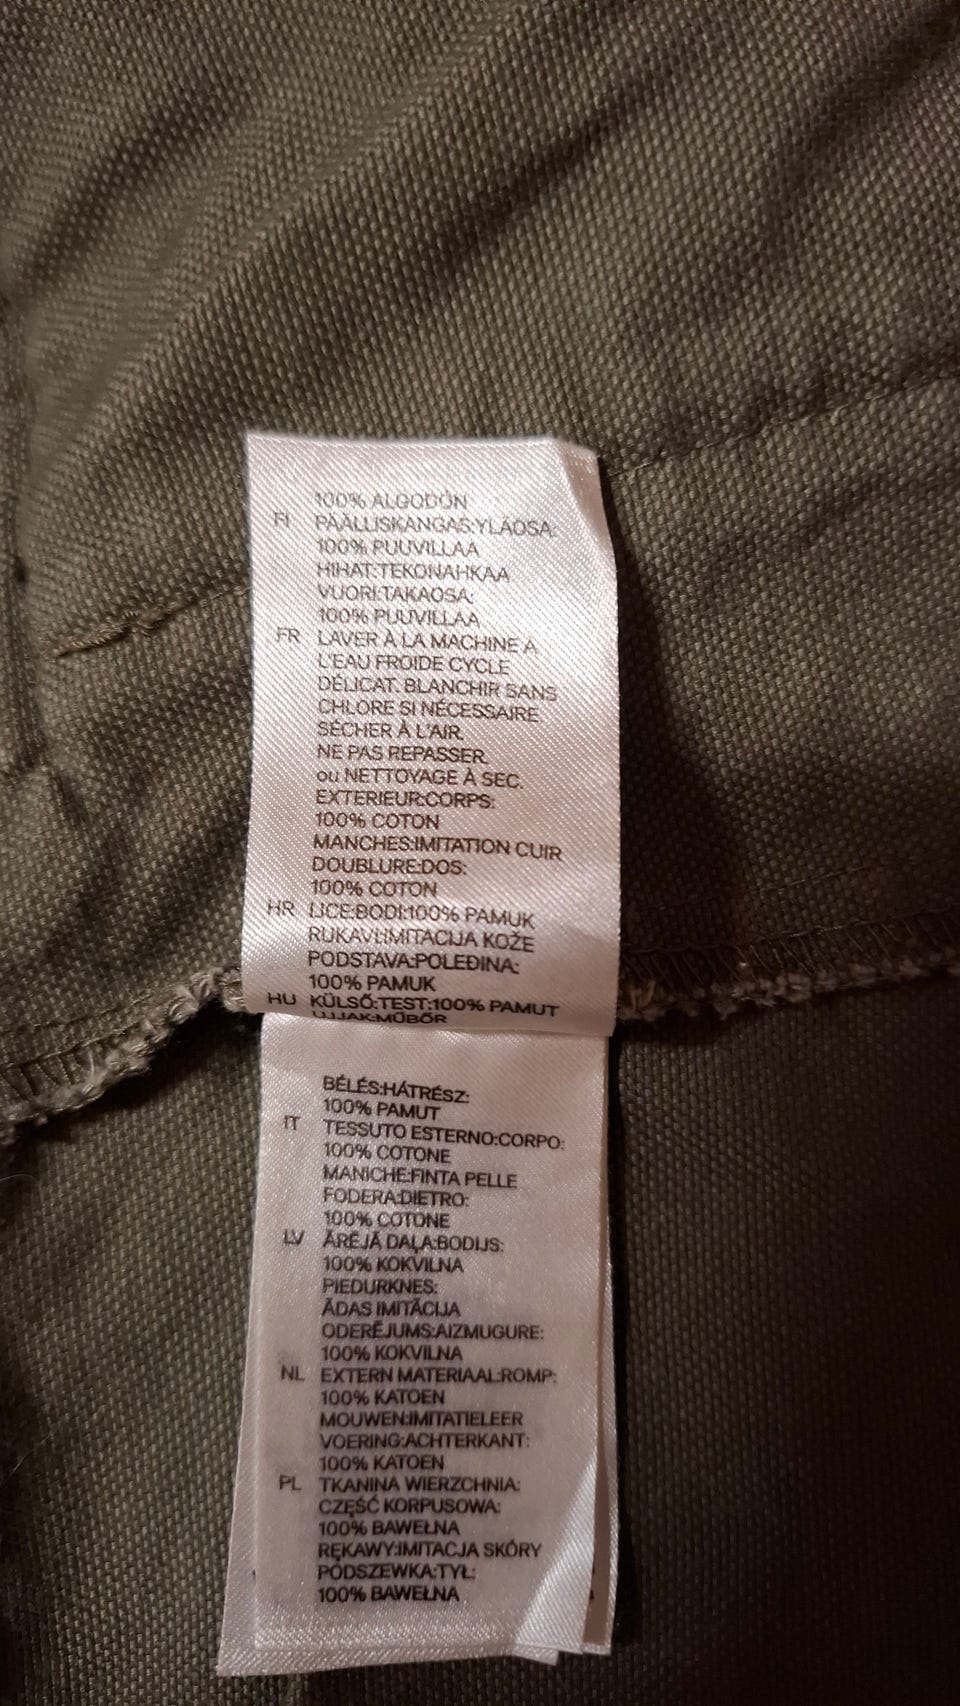 100% ALGODÓN
FI PÄÄLLISKANGAS:YLÄOSA:
100% PUUVILLAA
HIHAT:TEKONAHKAA
VUORI:TAKAOSA:
100% PUUVILLAA
FR LAVER À LA MACHINE À
L'EAU FROIDE CYCLE
DÉLICAT. BLANCHIR SANS
CHLORE SI NÉCESSAIRE.
SÉCHER À L'AIR.
NE PAS REPASSER.
ou NETTOYAGE À SEC.
EXTERIEUR:CORPS:
100% COTON
MANCHES:IMITATION CUIR
DOUBLURE:DOS:
100% COTON
HR LICE:BODI:100% PAMUK
RUKAVI:IMITACIJA KOŽE
PODSTAVA:POLEĐINA:
100% PAMUK
HU KÜLSŐ:TEST:100% PAMUT
UJJAK:MŰBŐR
BÉLÉS:HÁTRÉSZ:
100% PAMUT
IT TESSUTO ESTERNO:CORPO:
100% COTONE
MANICHE:FINTA PELLE
FODERA:DIETRO:
100% COTONE
LV ĀRĒJĀ DAĻA:BODIJS:
100% KOKVILNA
PIEDURKNES:
ĀDAS IMITĀCIJA
ODERĒJUMS:AIZMUGURE:
100% KOKVILNA
NL EXTERN MATERIAAL:ROMP:
100% KATOEN
MOUWEN:IMITATIELEER
VOERING:ACHTERKANT:
100% KATOEN
PL TKANINA WIERZCHNIA:
CZĘŚĆ KORPUSOWA:
100% BAWEŁNA
RĘKAWY:IMITACJA SKÓRY
PODSZEWKA:TYŁ:
100% BAWEŁNA